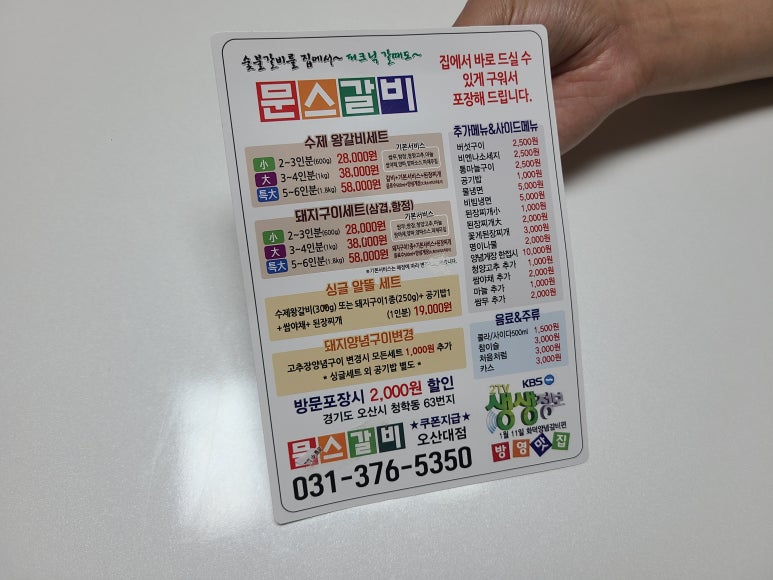 숯불갈비를 집에서~ 피크닉 갈때도~
문스갈비
집에서 바로 드실 수
있게 구워서
포장해 드립니다.
수제 왕갈비세트
기본서비스
小 2~3인분(600g) 28,000원
大 3~4인분(1kg) 38,000원
특大 5~6인분(1.8kg) 58,000원
돼지구이세트(삼겹,항정)
기본서비스
小 2~3인분(600g) 28,000원
大 3~4인분(1kg) 38,000원
특大 5~6인분(1.8kg) 58,000원
싱글 알뜰 세트
수제왕갈비(300g) 또는 돼지구이1종(250g)+ 공기밥1
+쌈야채+ 된장찌개 (1인분) 19,000원
돼지양념구이변경
고추장양념구이 변경시 모든세트 1,000원 추가
* 싱글세트 외 공기밥 별도 *
추가메뉴&사이드메뉴
버섯구이 2,500원
비엔나소세지 2,500원
통마늘구이 2,500원
공기밥 1,000원
물냉면 5,000원
비빔냉면 5,000원
된장찌개小 1,000원
된장찌개大 2,000원
꽃게된장찌개 3,000원
명이나물 2,000원
양념게장 한접시 10,000원
청양고추 추가 1,000원
쌈야채 추가 2,000원
마늘 추가 1,000원
쌈무 추가 2,000원
음료&주류
콜라/사이다500ml 1,500원
참이슬 3,000원
처음처럼 3,000원
카스 3,000원
방문포장시 2,000원 할인
경기도 오산시 청학동 63번지
문스갈비
★쿠폰지급★
오산대점
031-376-5350
KBS
2TV
생생정보
1월 11일 화덕양념갈비편
방영맛집